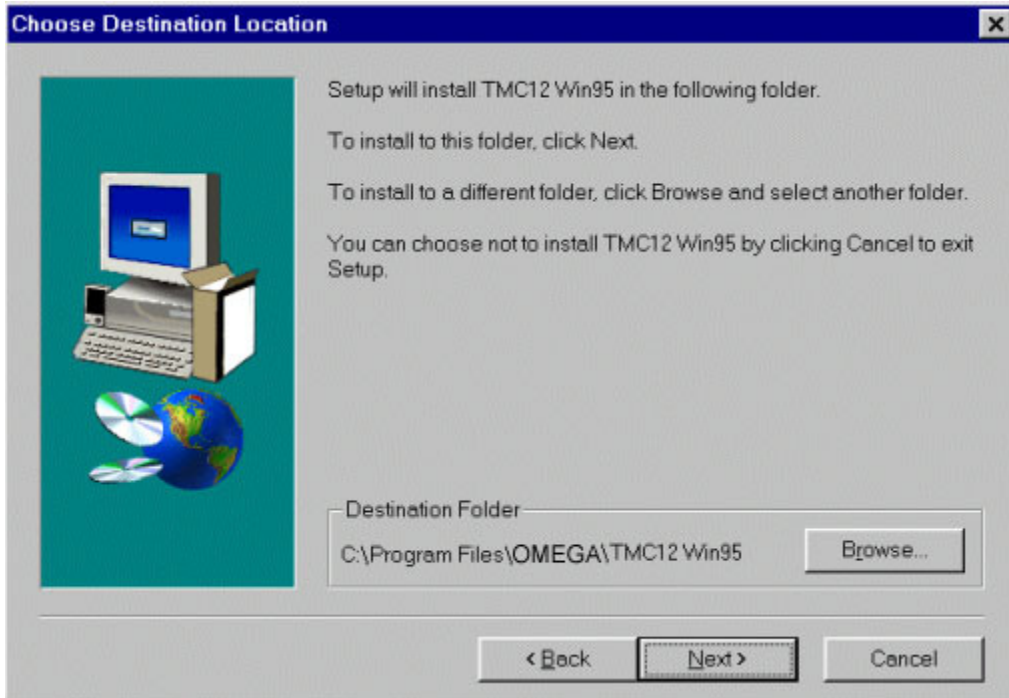 Choose Destination Location
Setup will install TMC12 Win95 in the following folder.
To install to this folder, click Next.
To install to a different folder, click Browse and select another folder.
You can choose not to install TMC12 Win95 by clicking Cancel to exit
Setup.
Destination Folder
C:\Program Files\OMEGA\TMC12 Win95
Browse...
< Back
Next >
Cancel